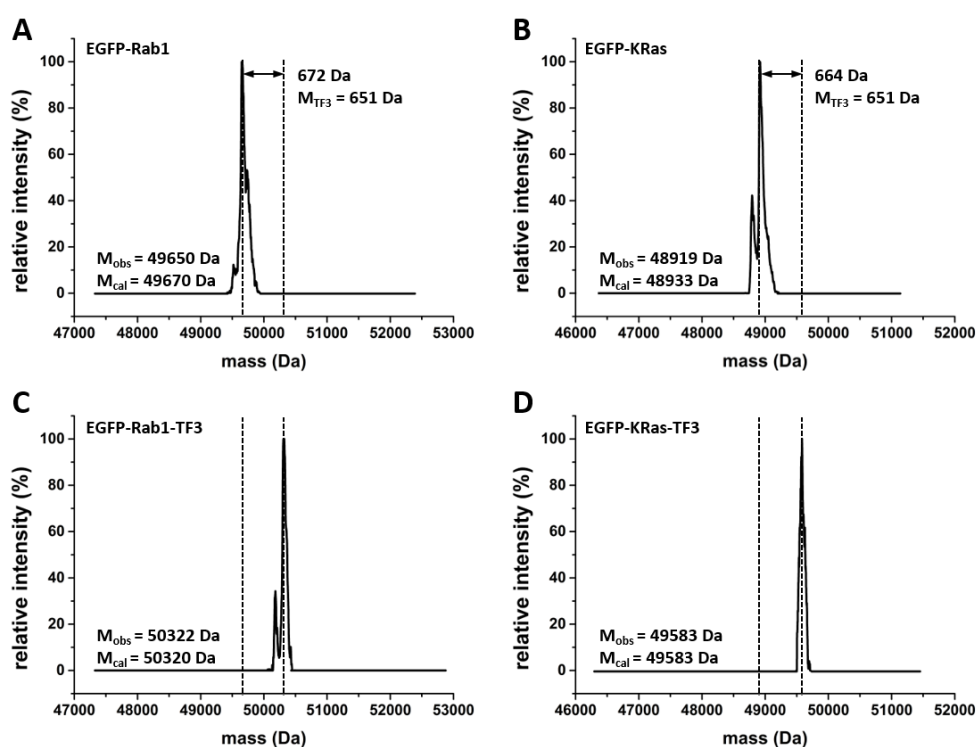 A
EGFP-Rab1
672 Da
M_TF3 = 651 Da
M_obs = 49650 Da
M_cal = 49670 Da
relative intensity (%)
100
80
60
40
20
0
47000 48000 49000 50000 51000 52000 53000
mass (Da)
B
EGFP-KRas
664 Da
M_TF3 = 651 Da
M_obs = 48919 Da
M_cal = 48933 Da
relative intensity (%)
100
80
60
40
20
0
46000 47000 48000 49000 50000 51000 52000
mass (Da)
C
EGFP-Rab1-TF3
M_obs = 50322 Da
M_cal = 50320 Da
relative intensity (%)
100
80
60
40
20
0
47000 48000 49000 50000 51000 52000 53000
mass (Da)
D
EGFP-KRas-TF3
M_obs = 49583 Da
M_cal = 49583 Da
relative intensity (%)
100
80
60
40
20
0
46000 47000 48000 49000 50000 51000 52000
mass (Da)